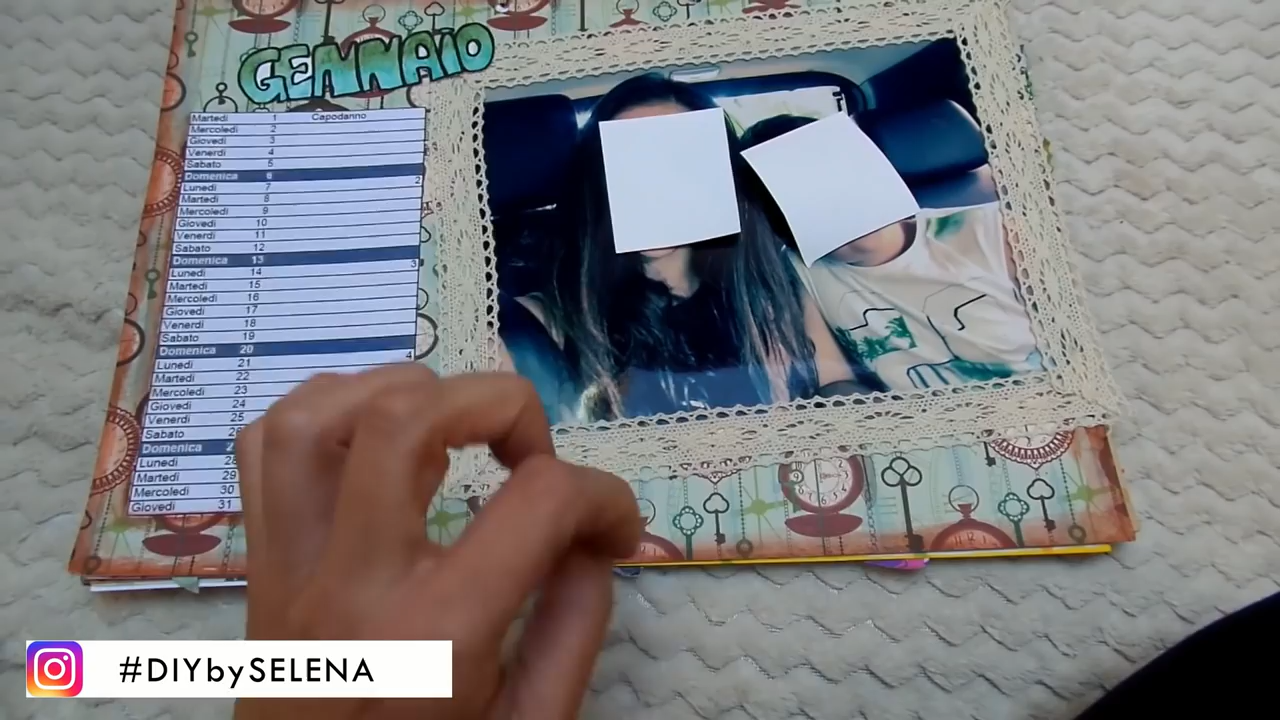 GENNAIO
Martedì 1 Capodanno
Mercoledì 2
Giovedì 3
Venerdì 4
Sabato 5
Domenica 6
Lunedì 7 2
Martedì 8
Mercoledì 9
Giovedì 10
Venerdì 11
Sabato 12
Domenica 13
Lunedì 14 3
Martedì 15
Mercoledì 16
Giovedì 17
Venerdì 18
Sabato 19
Domenica 20
Lunedì 21 4
Martedì 22
Mercoledì 23
Giovedì 24
Venerdì 25
Sabato
Domenica
Lunedì 28
Martedì 29
Mercoledì 30
Giovedì 31
#DIYbySELENA